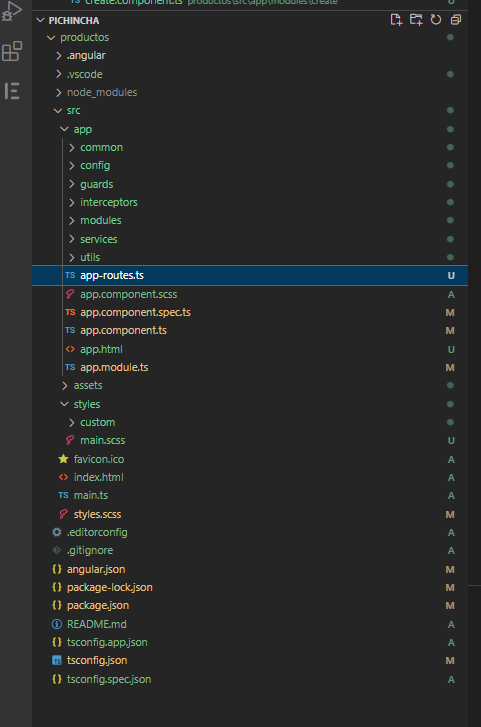 create.component.ts productos\src\app\modules\create U
PICHINCHA
productos
.angular
.vscode
node_modules
src
app
common
config
guards
interceptors
modules
services
utils
TS app-routes.ts U
app.component.scss A
TS app.component.spec.ts M
TS app.component.ts M
<> app.html U
TS app.module.ts M
assets
styles
custom
main.scss U
favicon.ico A
<> index.html A
TS main.ts A
styles.scss M
.editorconfig A
.gitignore A
{} angular.json M
{} package-lock.json M
{} package.json M
README.md A
{} tsconfig.app.json A
TS tsconfig.json M
{} tsconfig.spec.json A